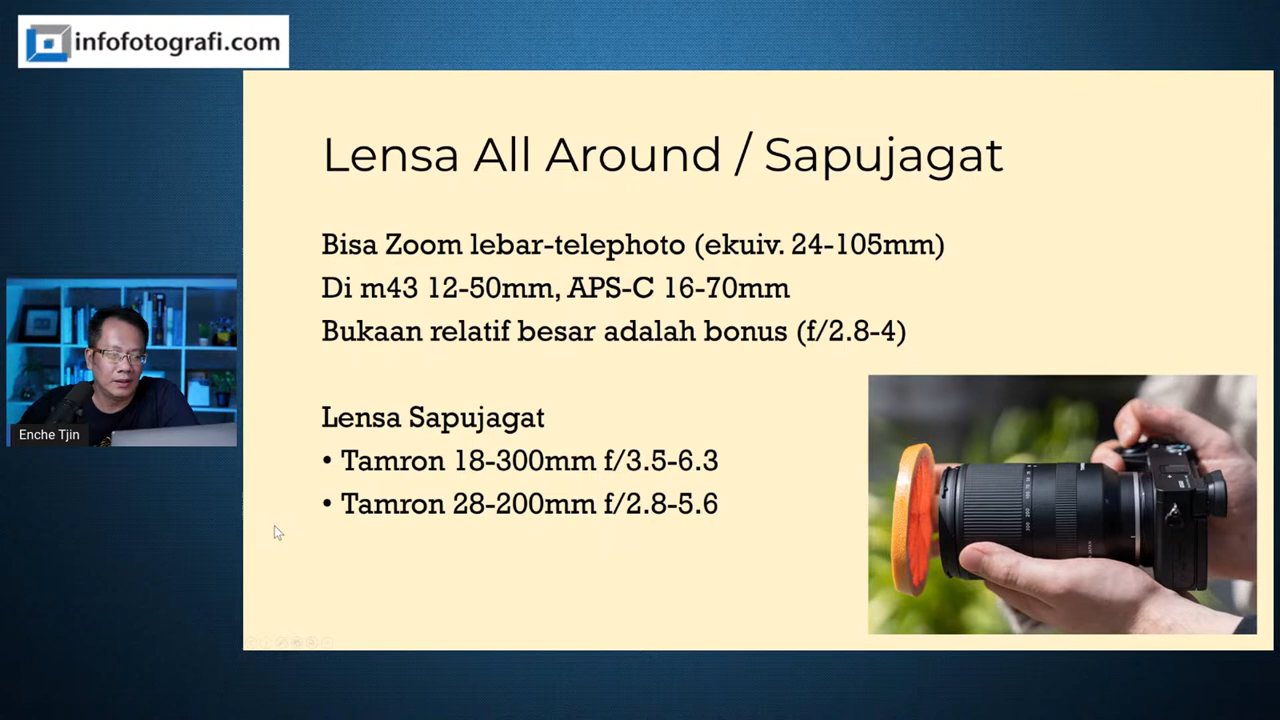 infofotografi.com
Lensa All Around / Sapujagat
Bisa Zoom lebar-telephoto (ekuiv. 24-105mm)
Di m43 12-50mm, APS-C 16-70mm
Bukaan relatif besar adalah bonus (f/2.8-4)
Lensa Sapujagat
• Tamron 18-300mm f/3.5-6.3
• Tamron 28-200mm f/2.8-5.6
Enche Tjin